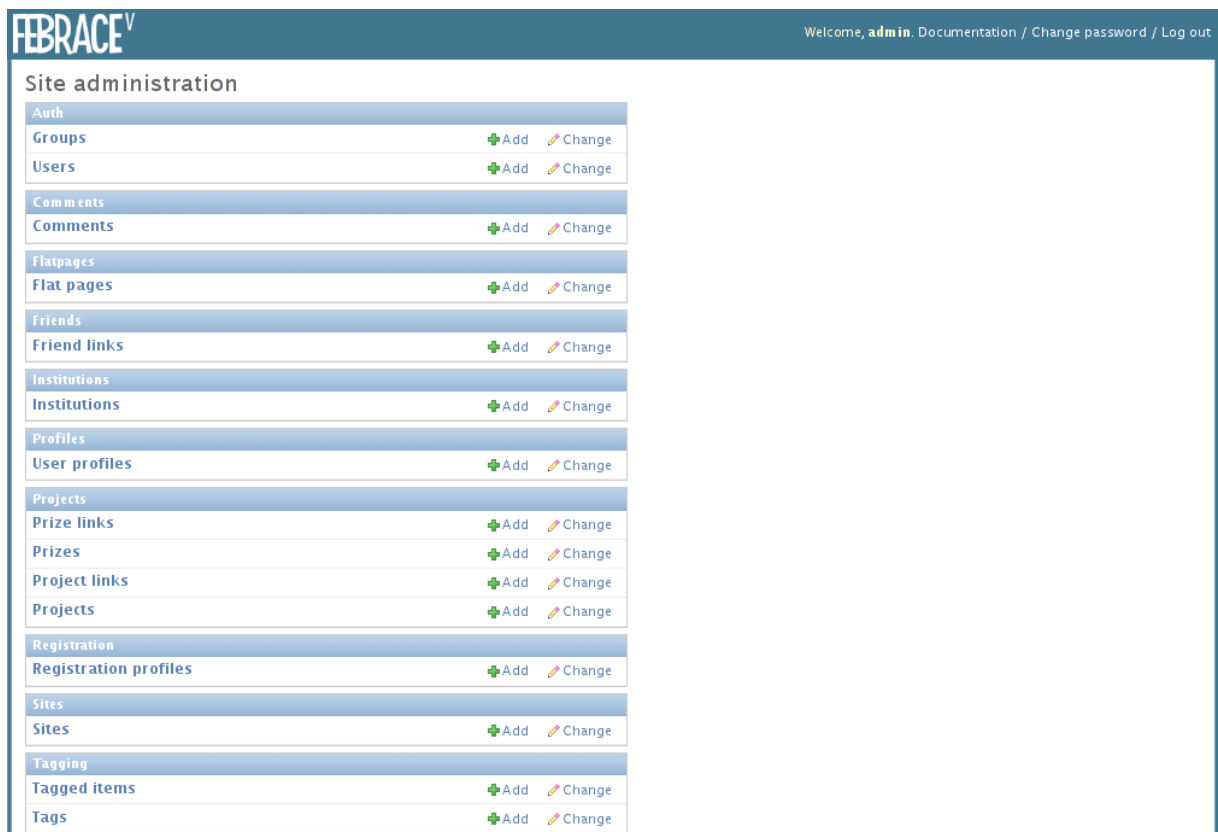 FEBRACE V
Welcome, admin. Documentation / Change password / Log out
Site administration
Auth
Groups Add Change
Users Add Change
Comments
Comments Add Change
Flatpages
Flat pages Add Change
Friends
Friend links Add Change
Institutions
Institutions Add Change
Profiles
User profiles Add Change
Projects
Prize links Add Change
Prizes Add Change
Project links Add Change
Projects Add Change
Registration
Registration profiles Add Change
Sites
Sites Add Change
Tagging
Tagged items Add Change
Tags Add Change